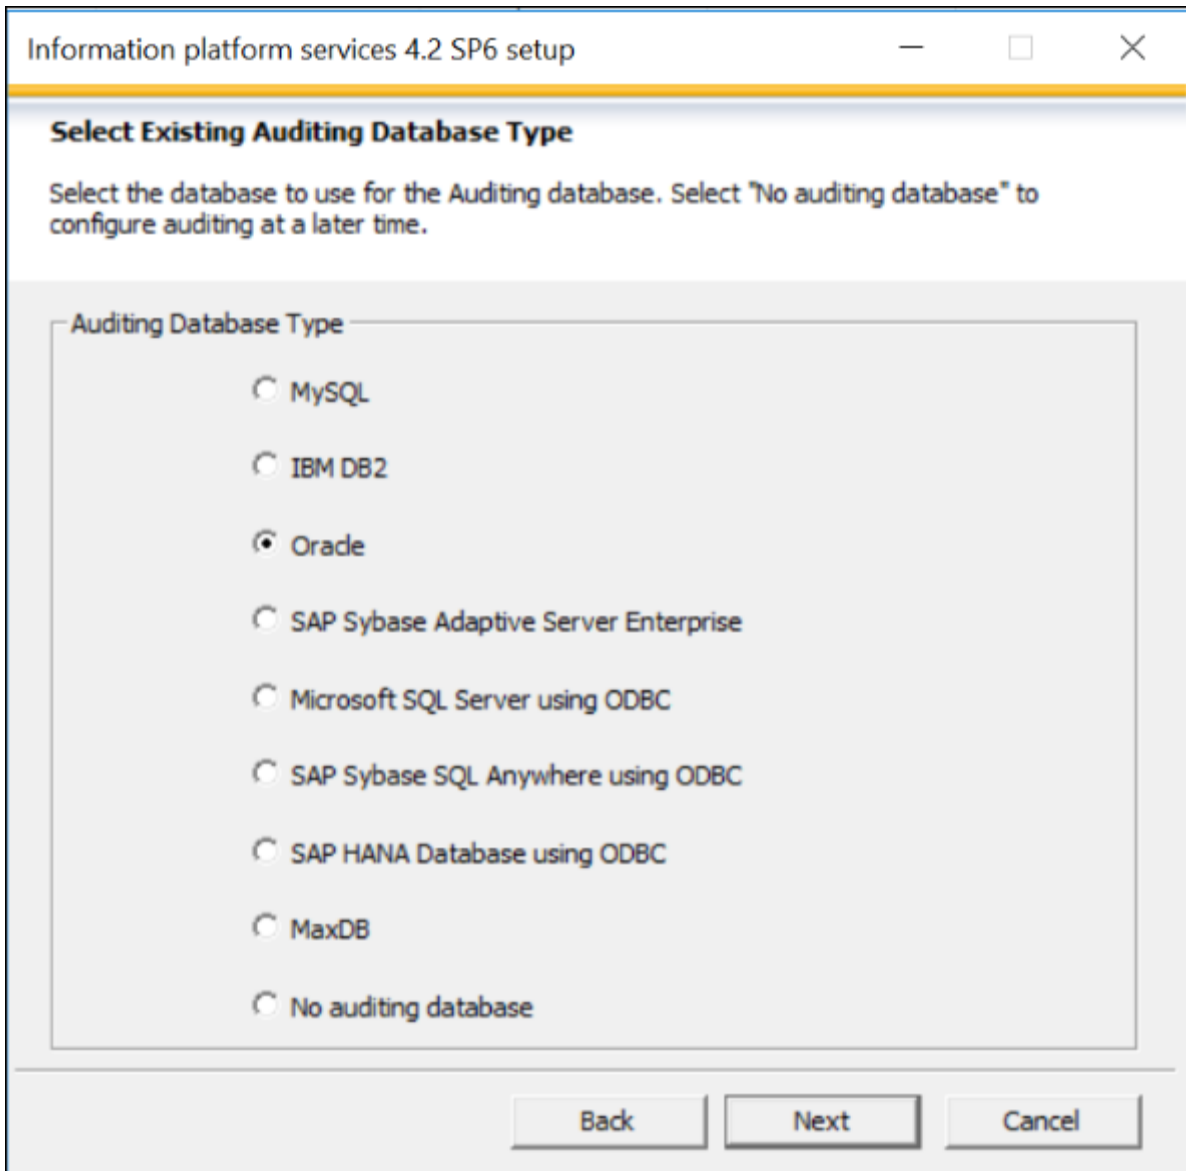 Information platform services 4.2 SP6 setup
Select Existing Auditing Database Type
Select the database to use for the Auditing database. Select "No auditing database" to
configure auditing at a later time.
Auditing Database Type
MySQL
IBM DB2
Oracle
SAP Sybase Adaptive Server Enterprise
Microsoft SQL Server using ODBC
SAP Sybase SQL Anywhere using ODBC
SAP HANA Database using ODBC
MaxDB
No auditing database
Back Next Cancel